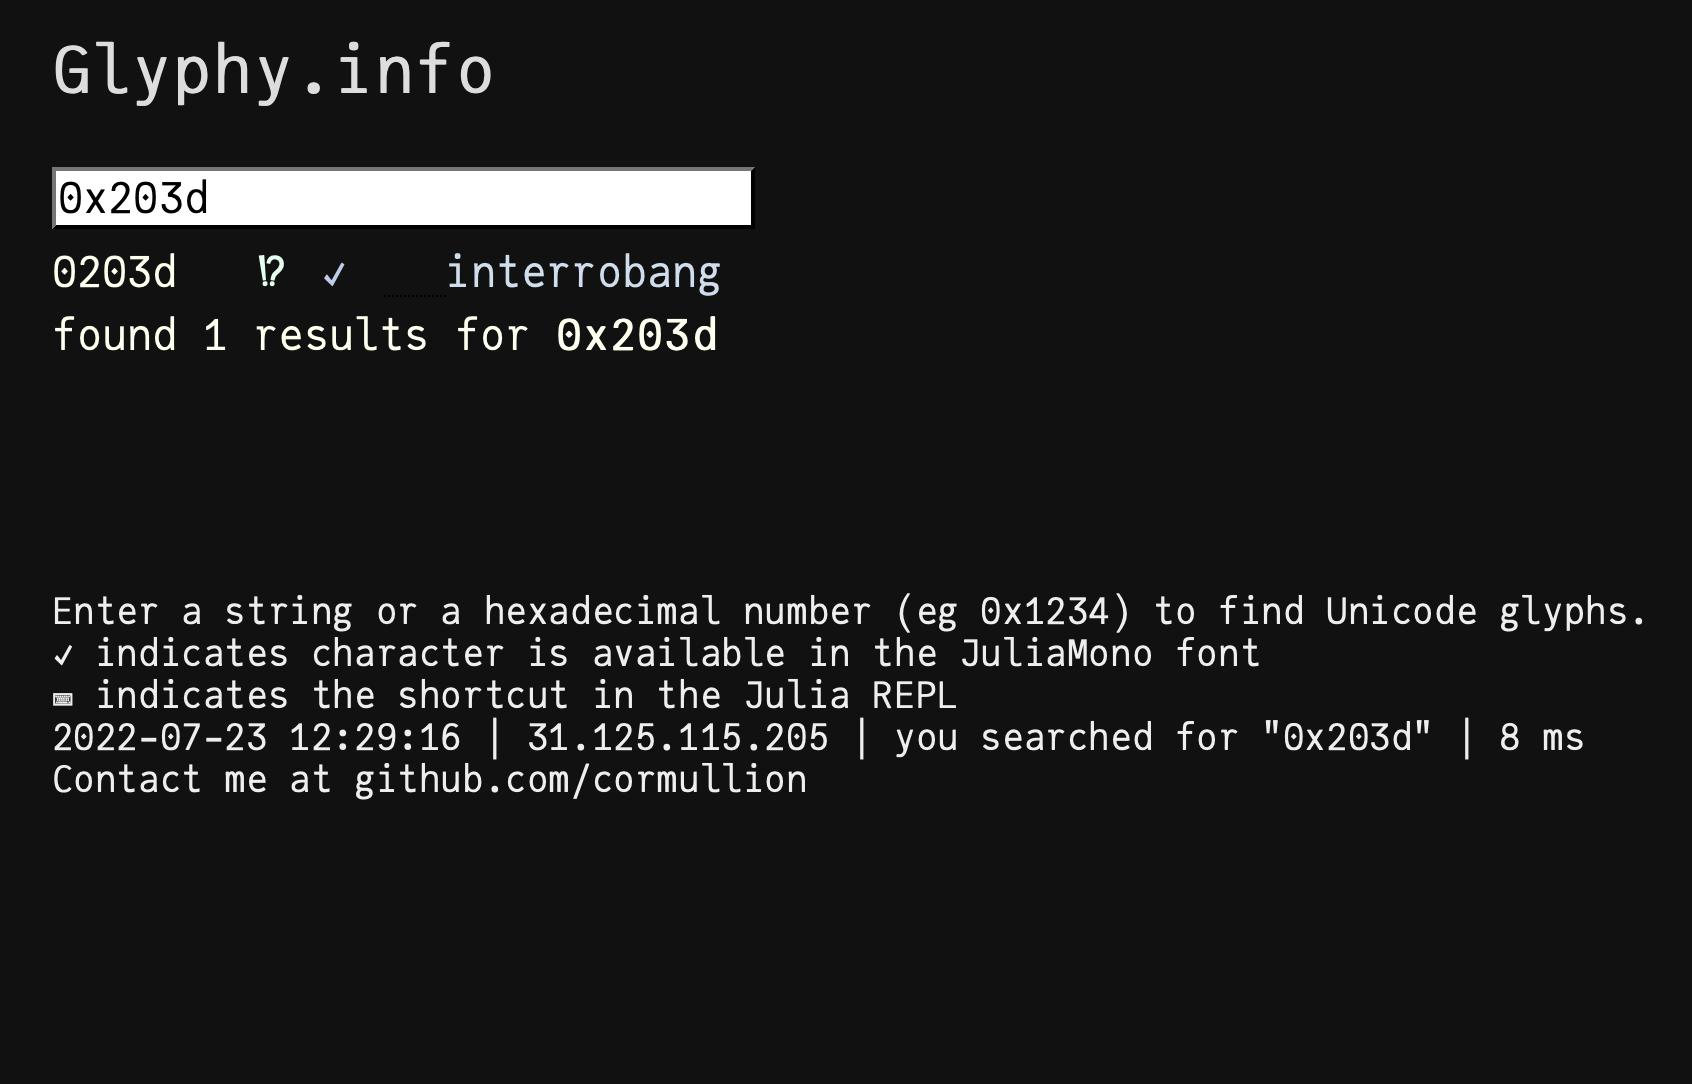 Glyphy.info
0x203d
0203d ‽ ✓ interrobang
found 1 results for 0x203d
Enter a string or a hexadecimal number (eg 0x1234) to find Unicode glyphs.
✓ indicates character is available in the JuliaMono font
⌨ indicates the shortcut in the Julia REPL
2022-07-23 12:29:16 | 31.125.115.205 | you searched for "0x203d" | 8 ms
Contact me at github.com/cormullion